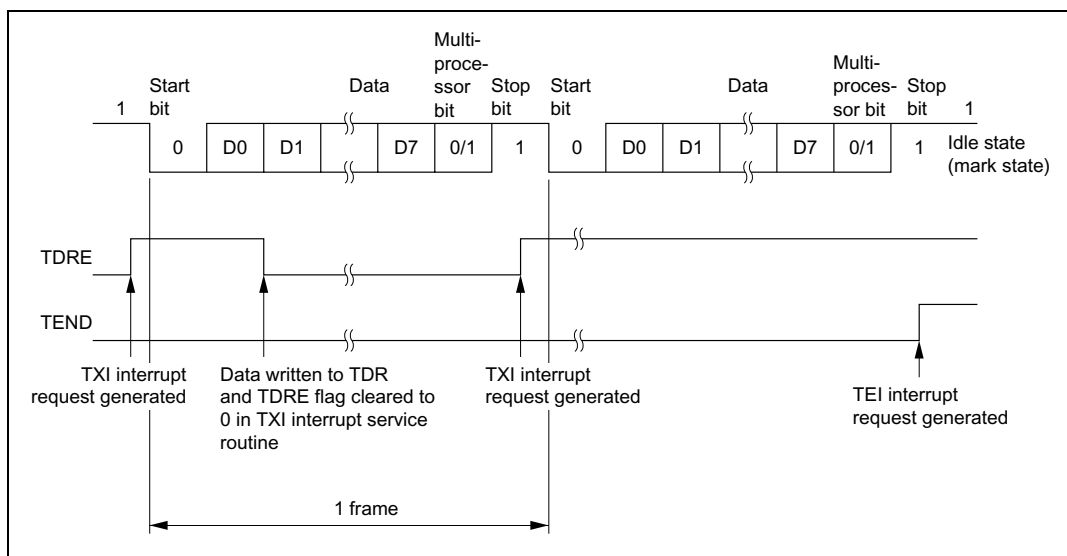 1
Start
bit
Data
Multi-
proce-
ssor
bit
Stop
bit
Start
bit
Data
Multi-
proces-
sor bit
Stop
bit
1
0 D0 D1 D7 0/1 1 0 D0 D1 D7 0/1 1
Idle state
(mark state)
TDRE
TEND
TXI interrupt
request generated
Data written to TDR
and TDRE flag cleared to
0 in TXI interrupt service
routine
TXI interrupt
request generated
TEI interrupt
request generated
1 frame